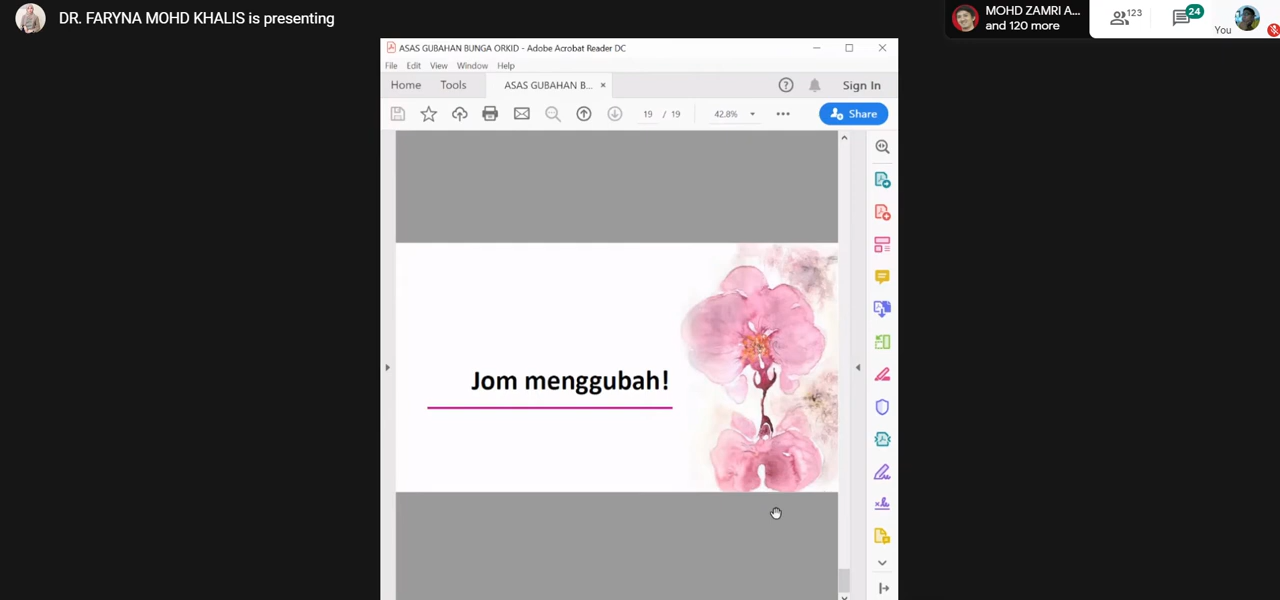 DR. FARYNA MOHD KHALIS is presenting
MOHD ZAMRI A...
and 120 more
123
24
You
ASAS GUBAHAN BUNGA ORKID - Adobe Acrobat Reader DC
File Edit View Window Help
Home Tools ASAS GUBAHAN B... × Sign In
19 / 19 42.8% Share
Jom menggubah!